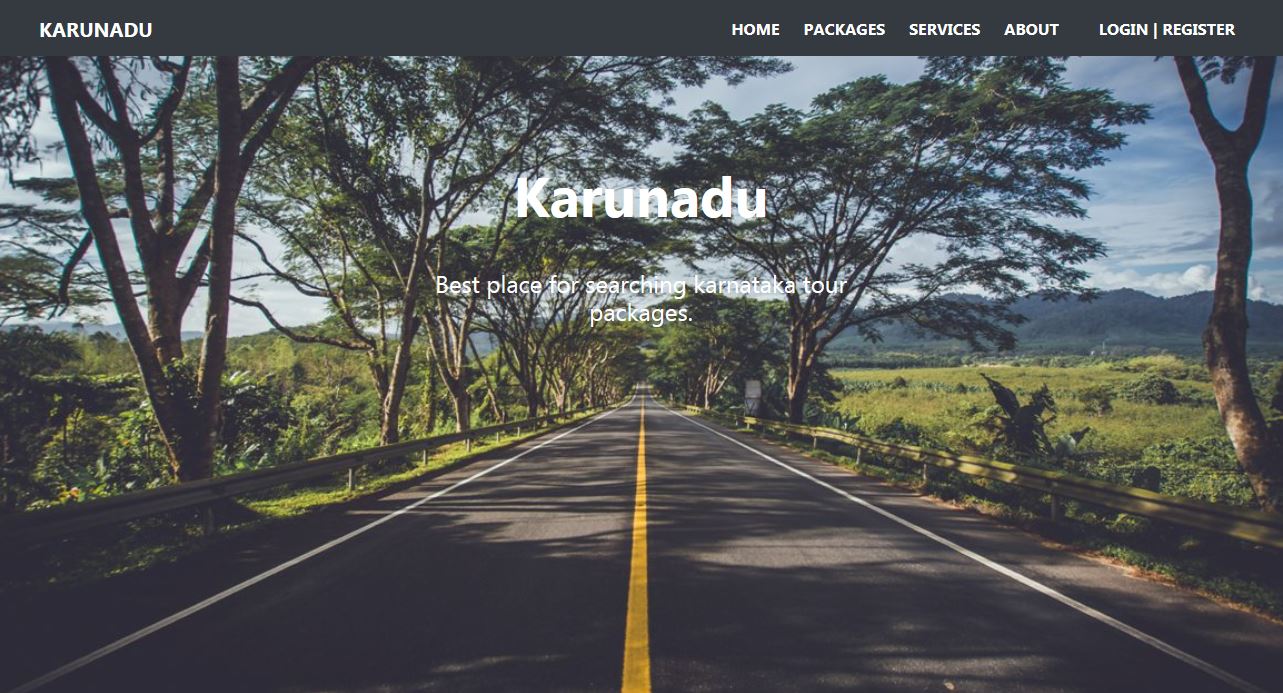 KARUNADU
HOME PACKAGES SERVICES ABOUT LOGIN | REGISTER
Karunadu
Best place for searching karnataka tour
packages.